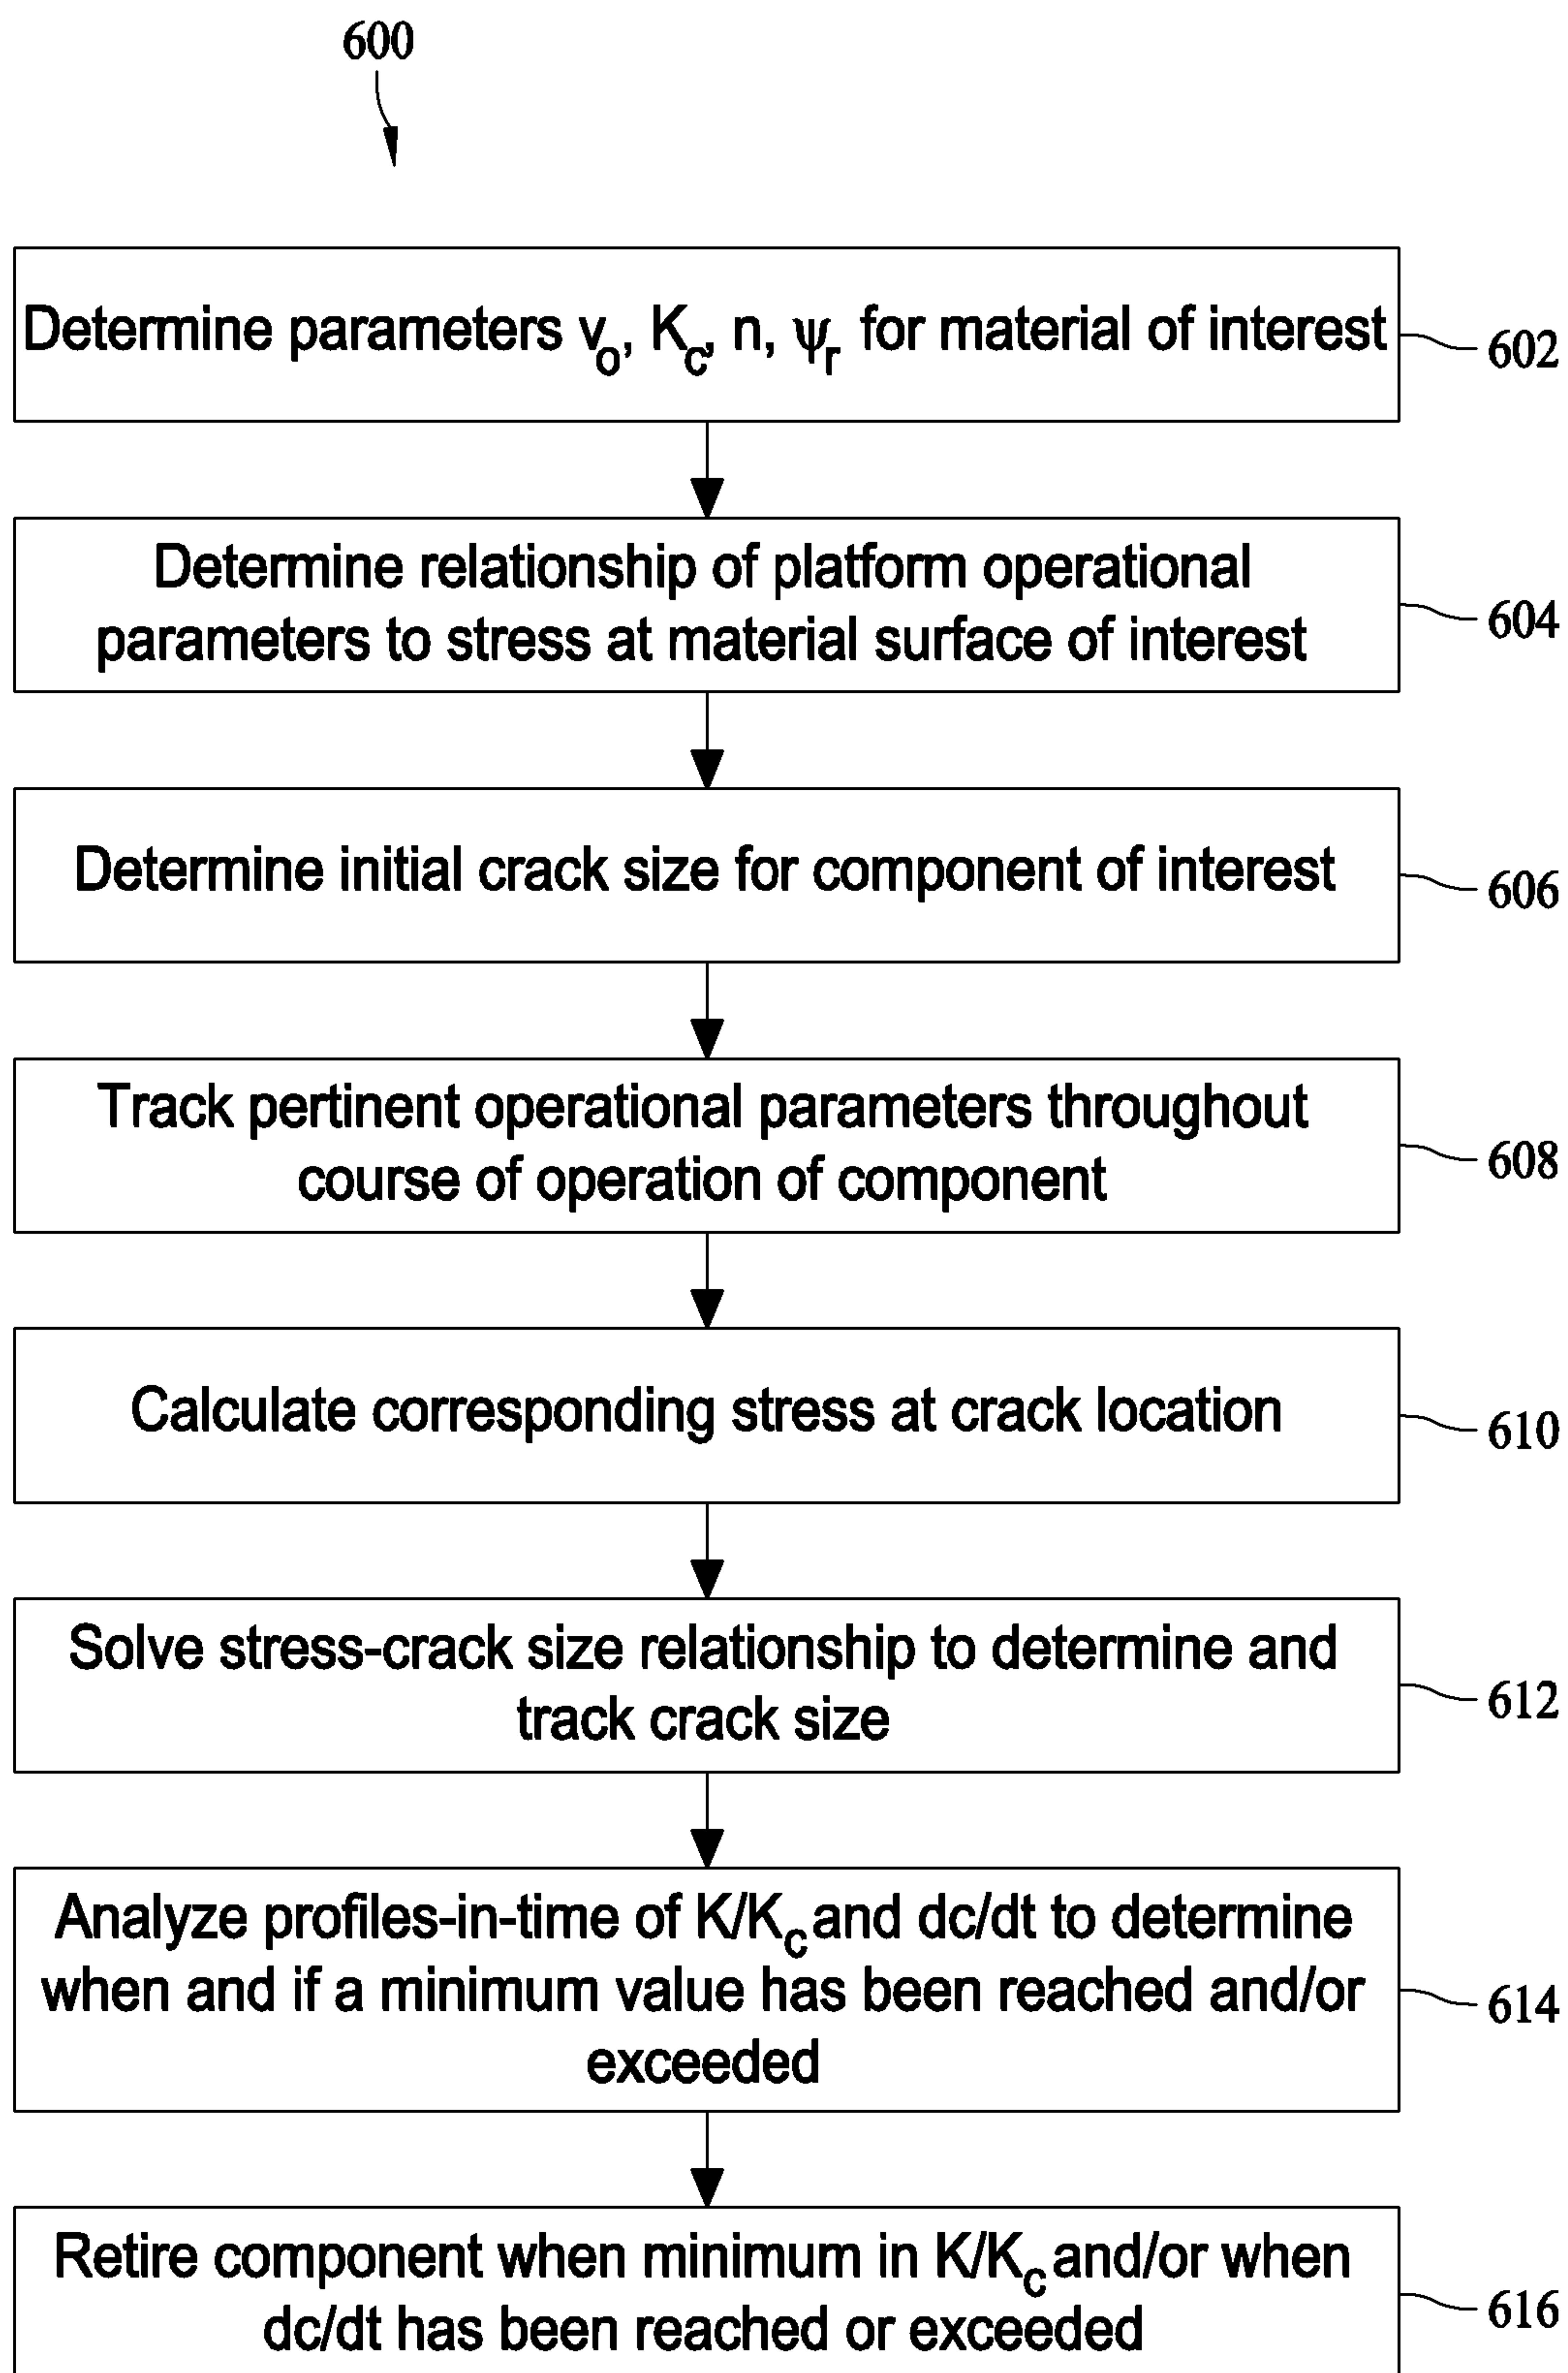 600
Determine parameters v₀, K_c, n, ψ_r for material of interest
602
Determine relationship of platform operational
parameters to stress at material surface of interest
604
Determine initial crack size for component of interest
606
Track pertinent operational parameters throughout
course of operation of component
608
Calculate corresponding stress at crack location
610
Solve stress-crack size relationship to determine and
track crack size
612
Analyze profiles-in-time of K/K_c and dc/dt to determine
when and if a minimum value has been reached and/or
exceeded
614
Retire component when minimum in K/K_c and/or when
dc/dt has been reached or exceeded
616